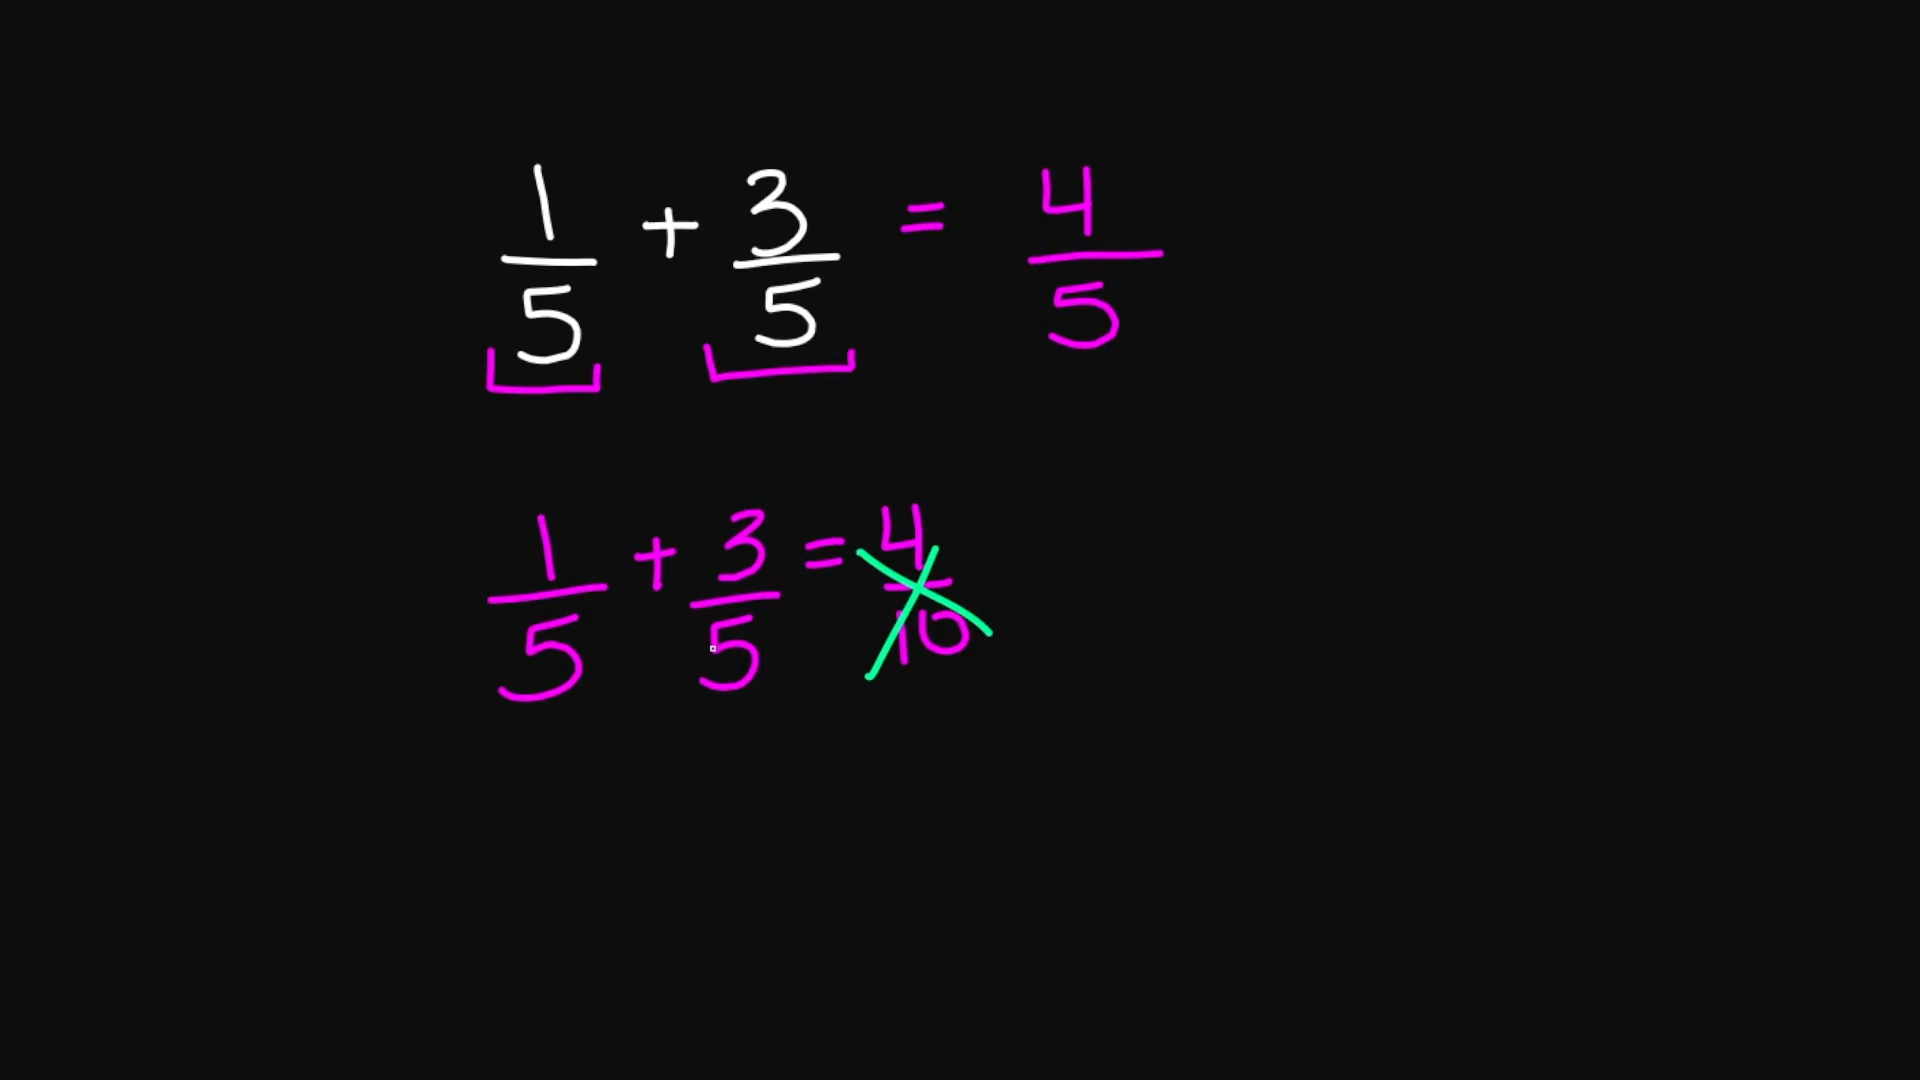 1/5 + 3/5 = 4/5
1/5 + 3/5 = 4/10